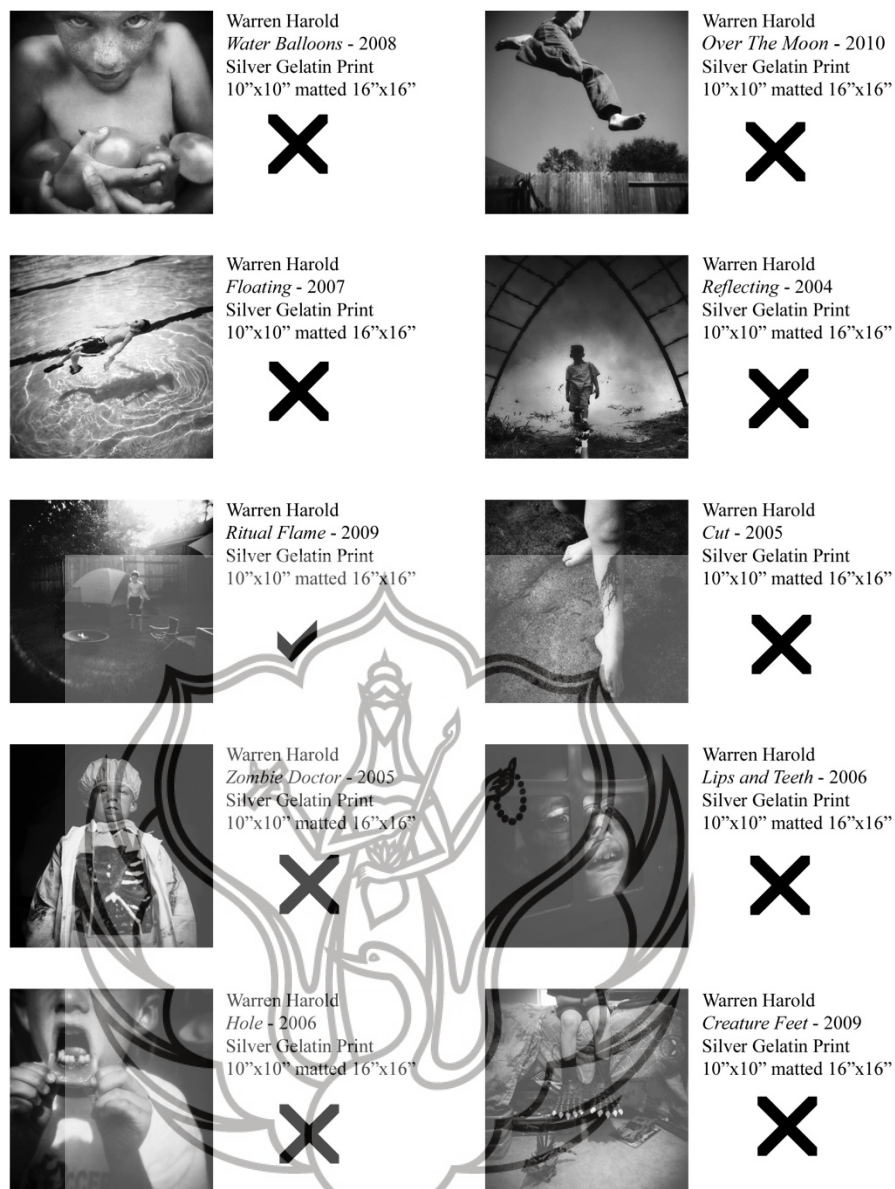 Warren Harold
Water Balloons - 2008
Silver Gelatin Print
10”x10” matted 16”x16”
Warren Harold
Over The Moon - 2010
Silver Gelatin Print
10”x10” matted 16”x16”
Warren Harold
Floating - 2007
Silver Gelatin Print
10”x10” matted 16”x16”
Warren Harold
Reflecting - 2004
Silver Gelatin Print
10”x10” matted 16”x16”
Warren Harold
Ritual Flame - 2009
Silver Gelatin Print
10”x10” matted 16”x16”
Warren Harold
Cut - 2005
Silver Gelatin Print
10”x10” matted 16”x16”
Warren Harold
Zombie Doctor - 2005
Silver Gelatin Print
10”x10” matted 16”x16”
Warren Harold
Lips and Teeth - 2006
Silver Gelatin Print
10”x10” matted 16”x16”
Warren Harold
Hole - 2006
Silver Gelatin Print
10”x10” matted 16”x16”
Warren Harold
Creature Feet - 2009
Silver Gelatin Print
10”x10” matted 16”x16”